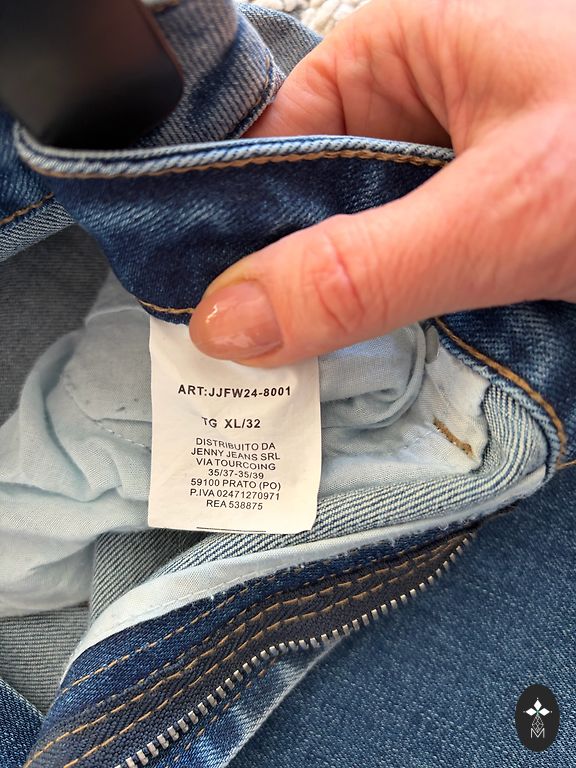 ART:JJFW24-8001
TG XL/32
DISTRIBUITO DA
JENNY JEANS SRL
VIA TOURCOING
35/37-35/39
59100 PRATO (PO)
P.IVA 02471270971
REA 538875
M